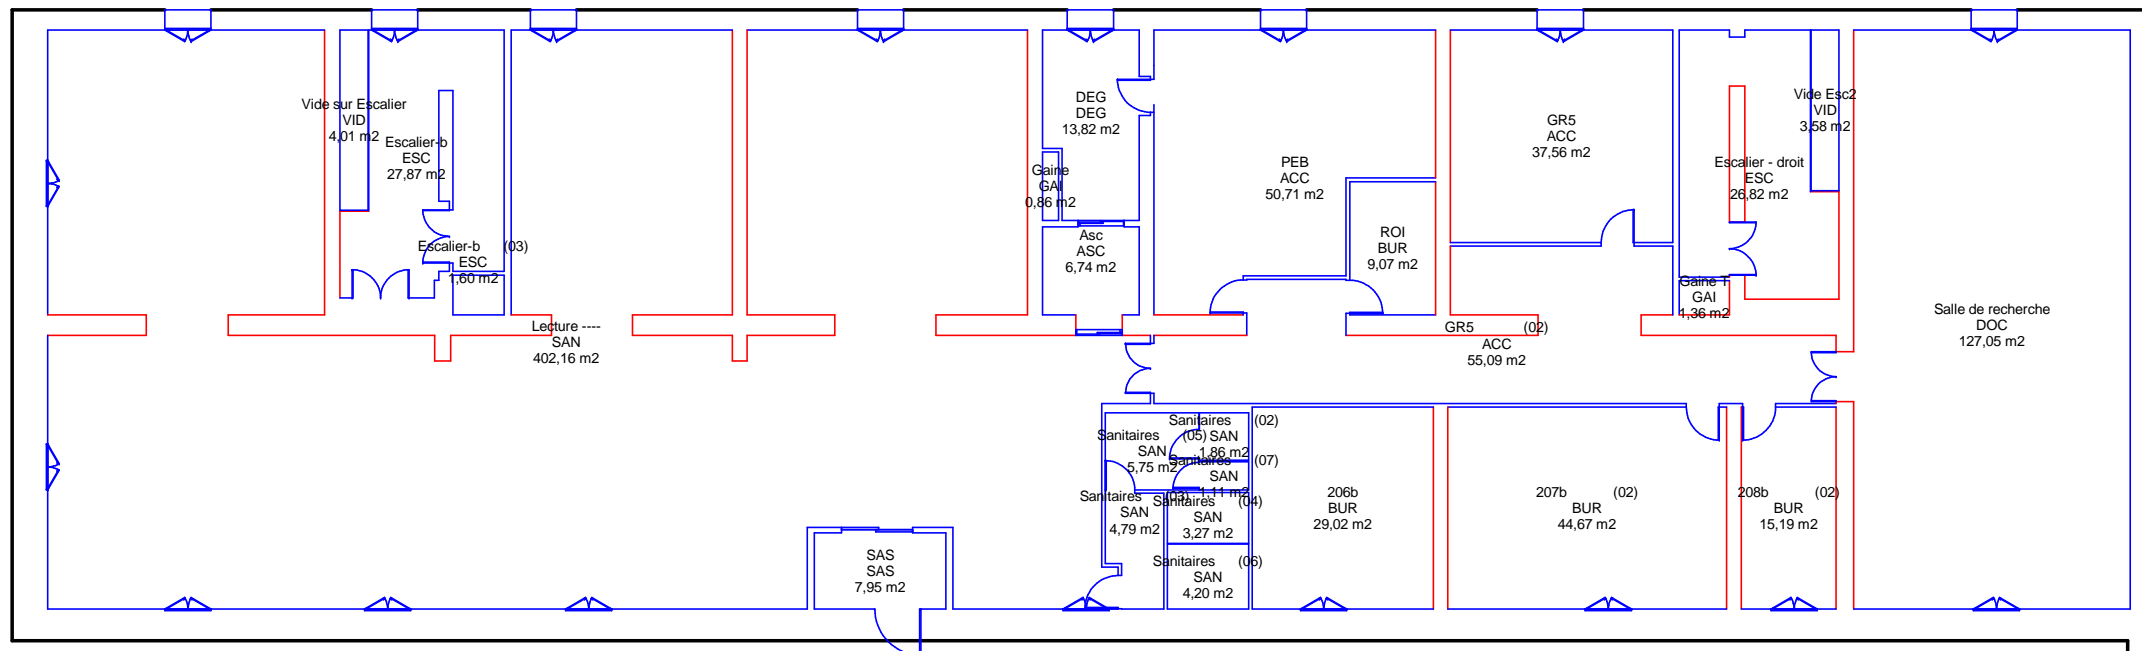 Vide sur Escalier
VID
4,01 m2
Escalier-b
ESC
27,87 m2
Escalier-b (03)
ESC
1,60 m2
Lecture ----
SAN
402,16 m2
DEG
DEG
13,82 m2
Gaine
GAI
0,86 m2
Asc
ASC
6,74 m2
PEB
ACC
50,71 m2
ROI
BUR
9,07 m2
GR5
ACC
37,56 m2
GR5 (02)
ACC
55,09 m2
Vide Esc2
VID
3,58 m2
Escalier - droit
ESC
26,82 m2
Gaine T
GAI
1,36 m2
Salle de recherche
DOC
127,05 m2
Sanitaires (02)
SAN
1,86 m2
Sanitaires (05)
SAN
5,75 m2
Sanitaires (07)
SAN
1,11 m2
Sanitaires (03)
SAN
4,79 m2
Sanitaires (04)
SAN
3,27 m2
Sanitaires (06)
SAN
4,20 m2
206b
BUR
29,02 m2
207b (02)
BUR
44,67 m2
208b (02)
BUR
15,19 m2
SAS
SAS
7,95 m2